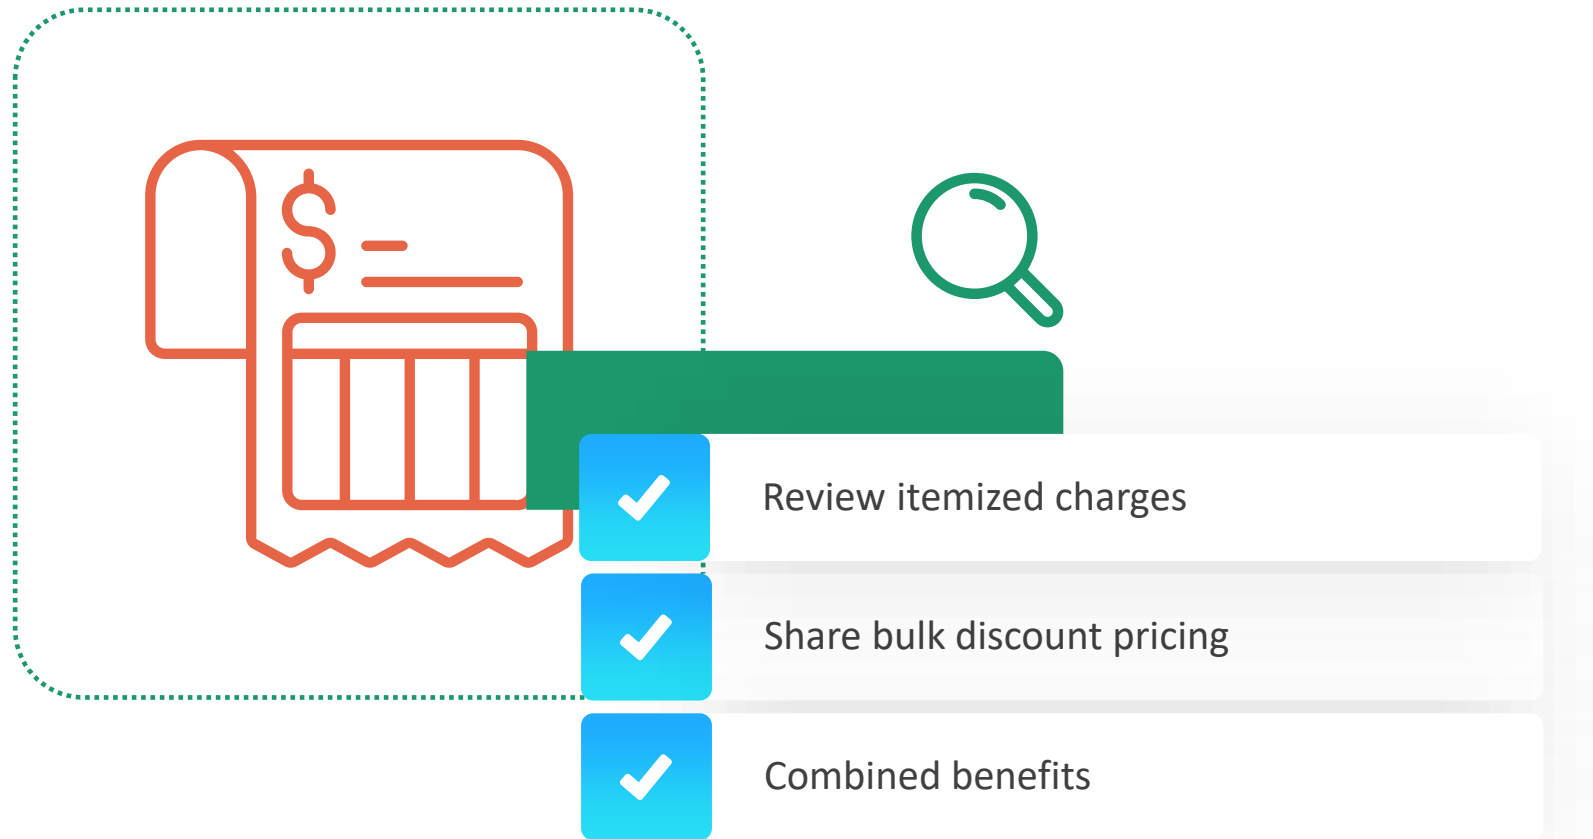 $
Review itemized charges
Share bulk discount pricing
Combined benefits